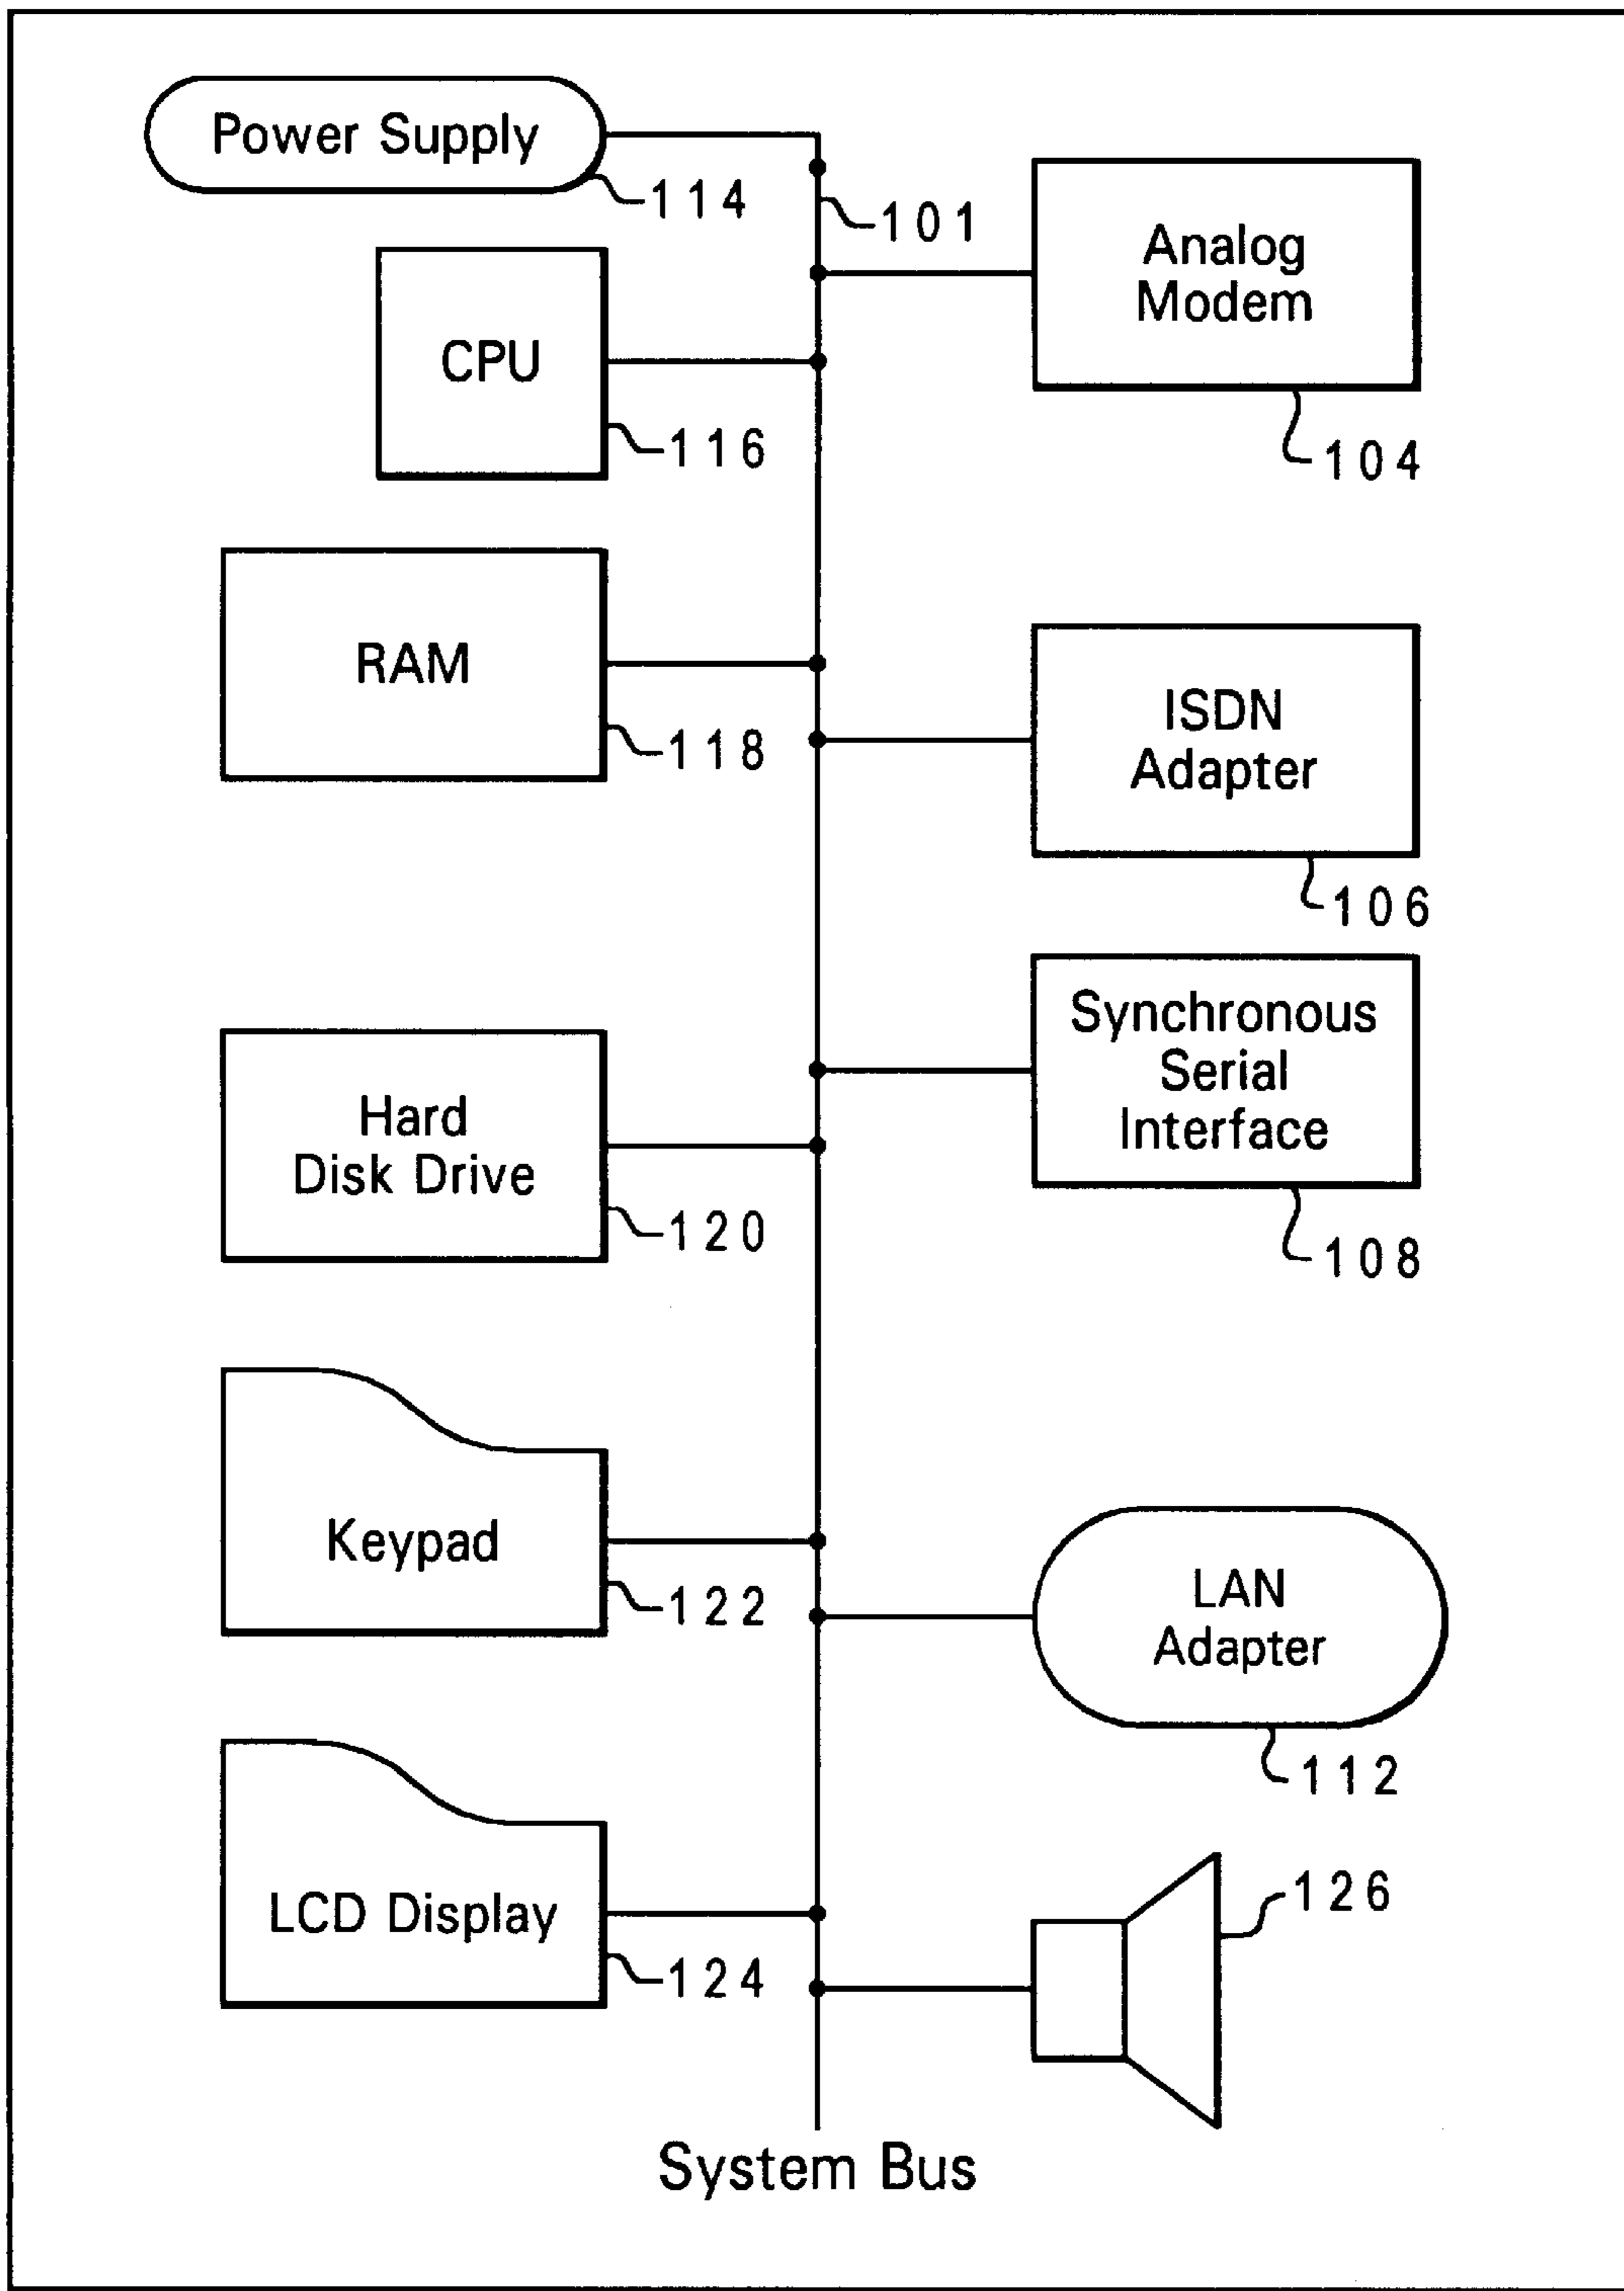 Power Supply
114
101
Analog
Modem
104
CPU
116
RAM
118
ISDN
Adapter
106
Synchronous
Serial
Interface
108
Hard
Disk Drive
120
Keypad
122
LAN
Adapter
112
LCD Display
124
126
System Bus